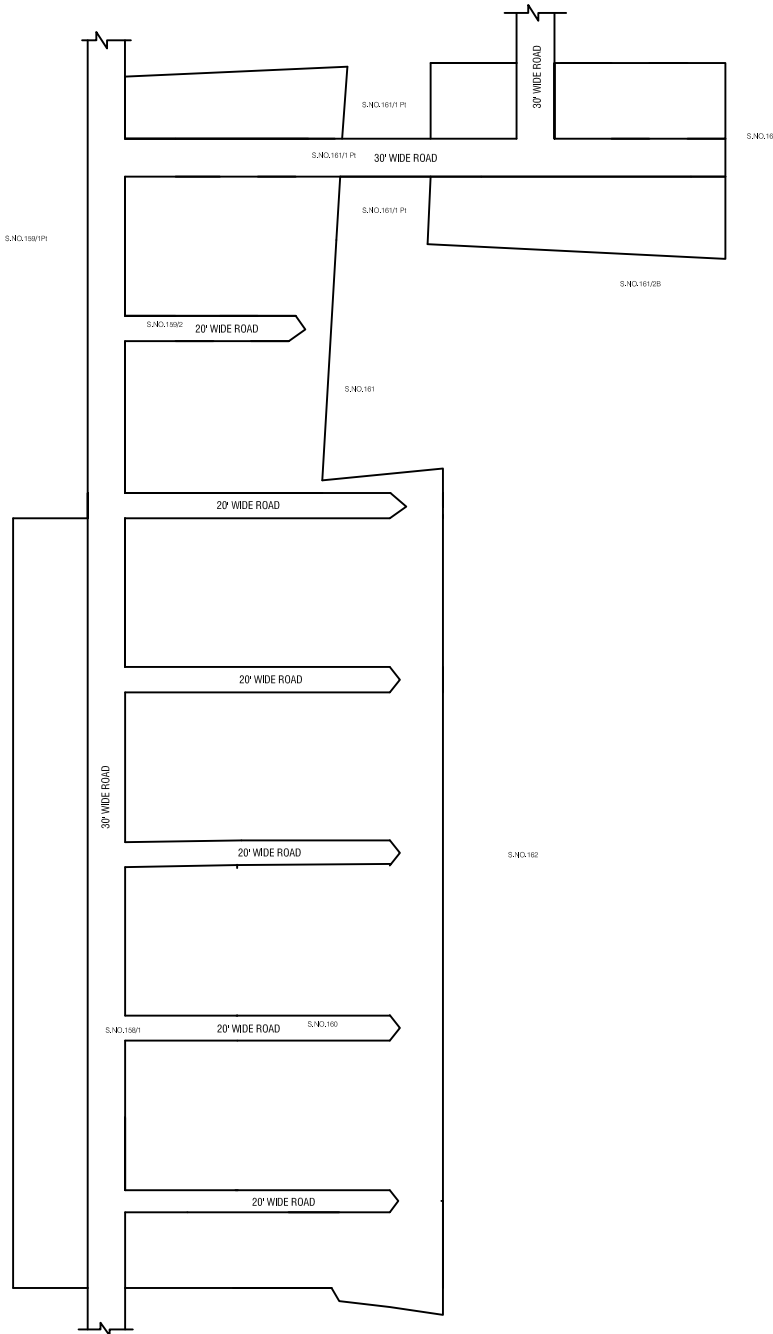 30' WIDE ROAD
S.NO.161/1 Pt
S.NO.16
S.NO.161/1 Pt
30' WIDE ROAD
S.NO.161/1 Pt
S.NO.159/1Pt
S.NO.161/2B
S.NO.159/2
20' WIDE ROAD
S.NO.161
20' WIDE ROAD
20' WIDE ROAD
30' WIDE ROAD
20' WIDE ROAD
S.NO.162
S.NO.158/1
20' WIDE ROAD
S.NO.160
20' WIDE ROAD